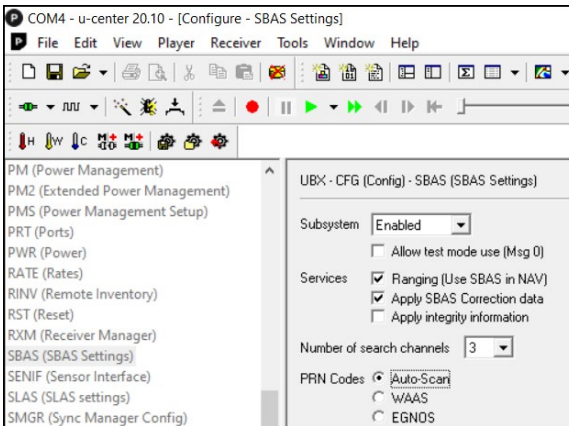 COM4 - u-center 20.10 - [Configure - SBAS Settings]
File Edit View Player Receiver Tools Window Help
H W C
PM (Power Management)
PM2 (Extended Power Management)
PMS (Power Management Setup)
PRT (Ports)
PWR (Power)
RATE (Rates)
RINV (Remote Inventory)
RST (Reset)
RXM (Receiver Manager)
SBAS (SBAS Settings)
SENIF (Sensor Interface)
SLAS (SLAS settings)
SMGR (Sync Manager Config)
UBX - CFG (Config) - SBAS (SBAS Settings)
Subsystem Enabled
Allow test mode use (Msg 0)
Services Ranging (Use SBAS in NAV)
Apply SBAS Correction data
Apply integrity information
Number of search channels 3
PRN Codes Auto-Scan
WAAS
EGNOS